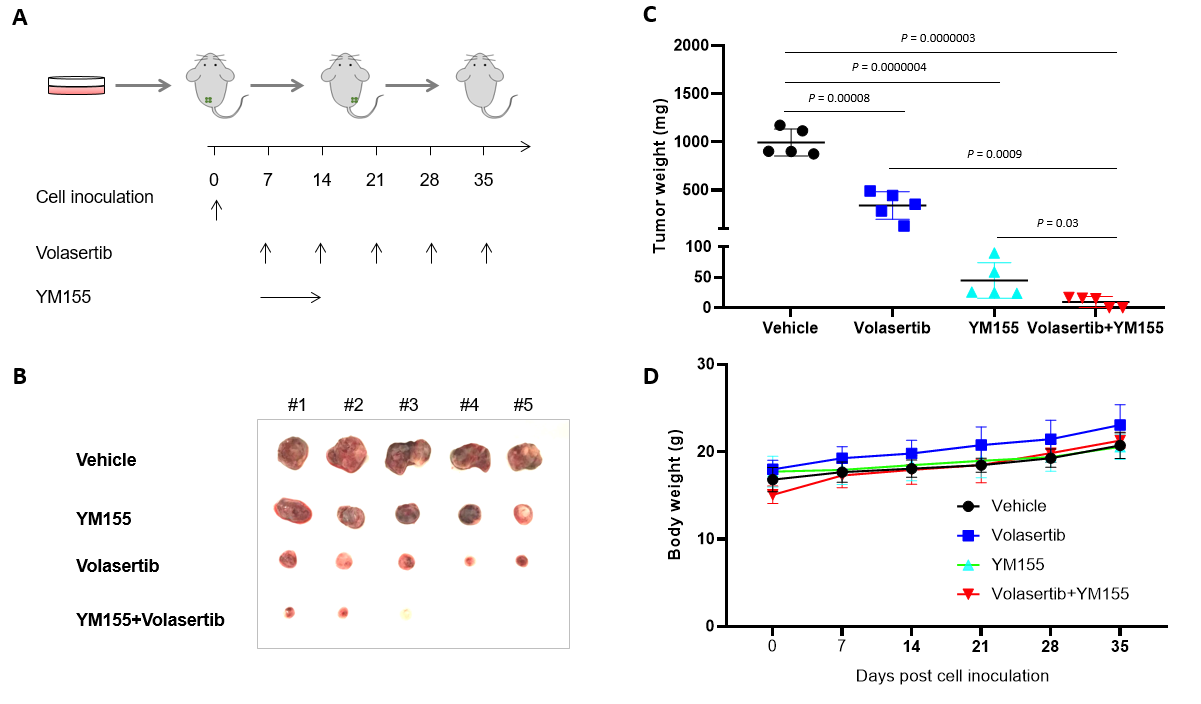 A
0 7 14 21 28 35
Cell inoculation
Volasertib
YM155
B
#1 #2 #3 #4 #5
Vehicle
YM155
Volasertib
YM155+Volasertib
C
P = 0.0000003
P = 0.0000004
P = 0.00008
P = 0.0009
P = 0.03
Tumor weight (mg)
2000
1500
1000
500
100
50
0
Vehicle Volasertib YM155 Volasertib+YM155
D
Body weight (g)
30
20
10
0
Vehicle
Volasertib
YM155
Volasertib+YM155
0 7 14 21 28 35
Days post cell inoculation